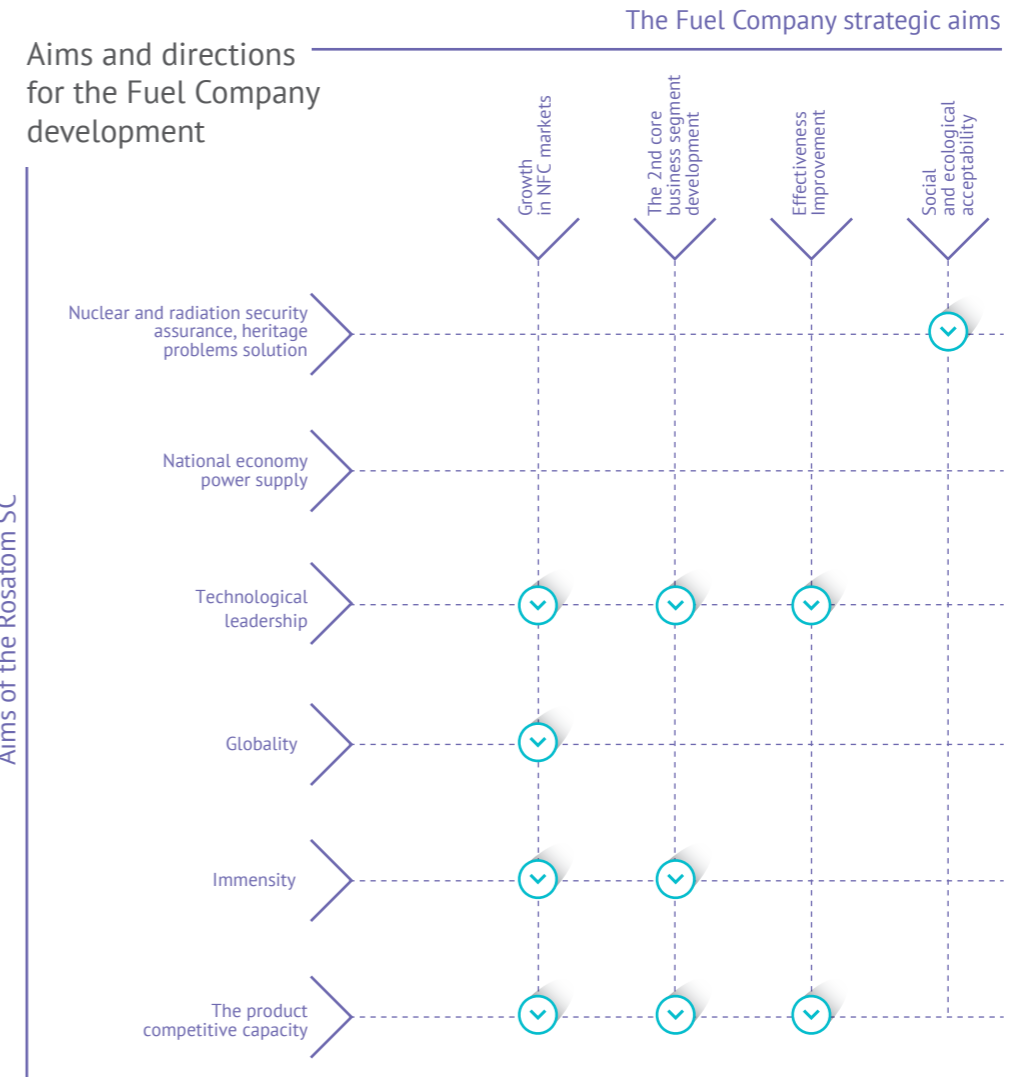 The Fuel Company strategic aims
Aims and directions
for the Fuel Company
development
Growth
in NFC markets
The 2nd core
business segment
development
Effectiveness
Improvement
Social
and ecological
acceptability
Aims of the Rosatom SC
Nuclear and radiation security
assurance, heritage
problems solution
National economy
power supply
Technological
leadership
Globality
Immensity
The product
competitive capacity